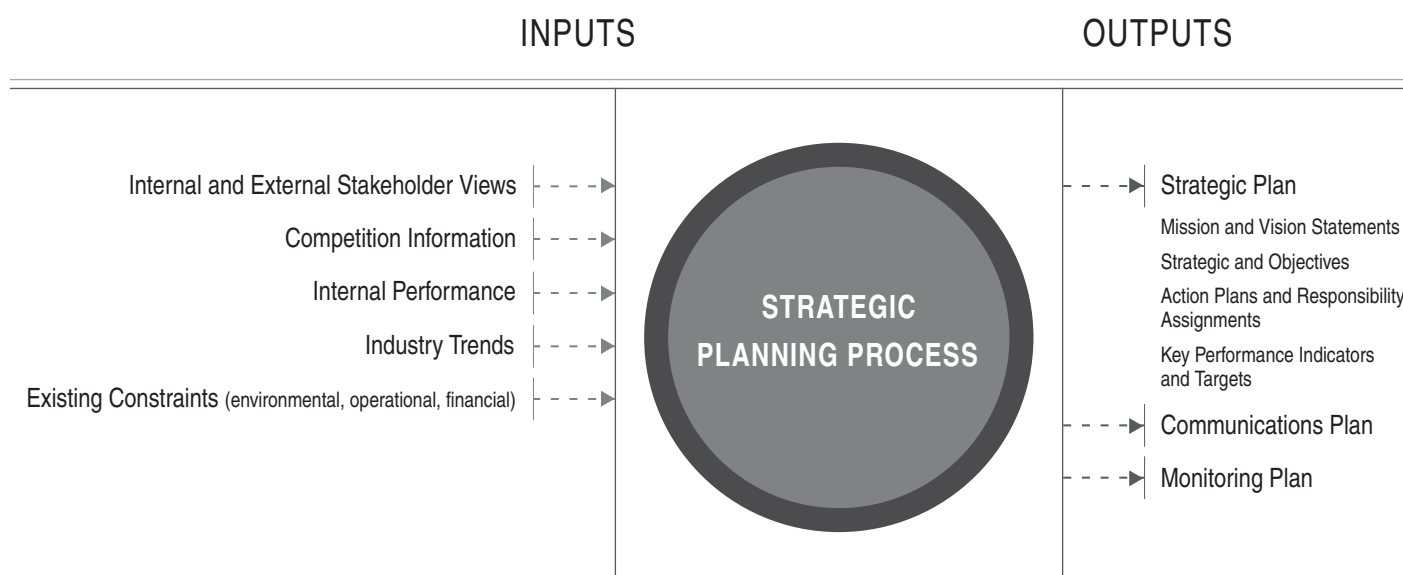 INPUTS
OUTPUTS
Internal and External Stakeholder Views
Competition Information
Internal Performance
Industry Trends
Existing Constraints (environmental, operational, financial)
STRATEGIC
PLANNING PROCESS
Strategic Plan
Mission and Vision Statements
Strategic and Objectives
Action Plans and Responsibility
Assignments
Key Performance Indicators
and Targets
Communications Plan
Monitoring Plan